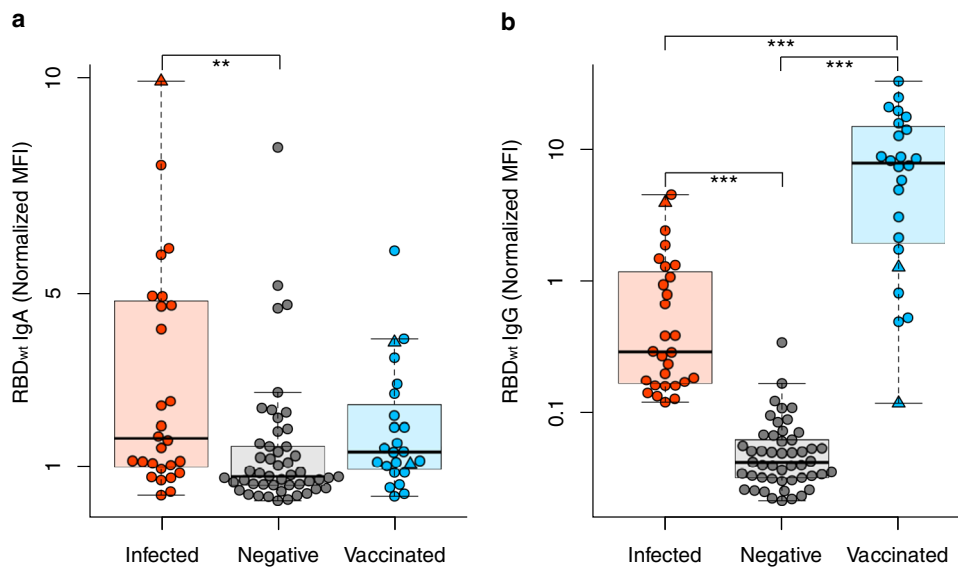 a
RBDwt IgA (Normalized MFI)
10
5
1
**
Infected
Negative
Vaccinated
b
RBDwt IgG (Normalized MFI)
10
1
0.1
***
***
***
Infected
Negative
Vaccinated